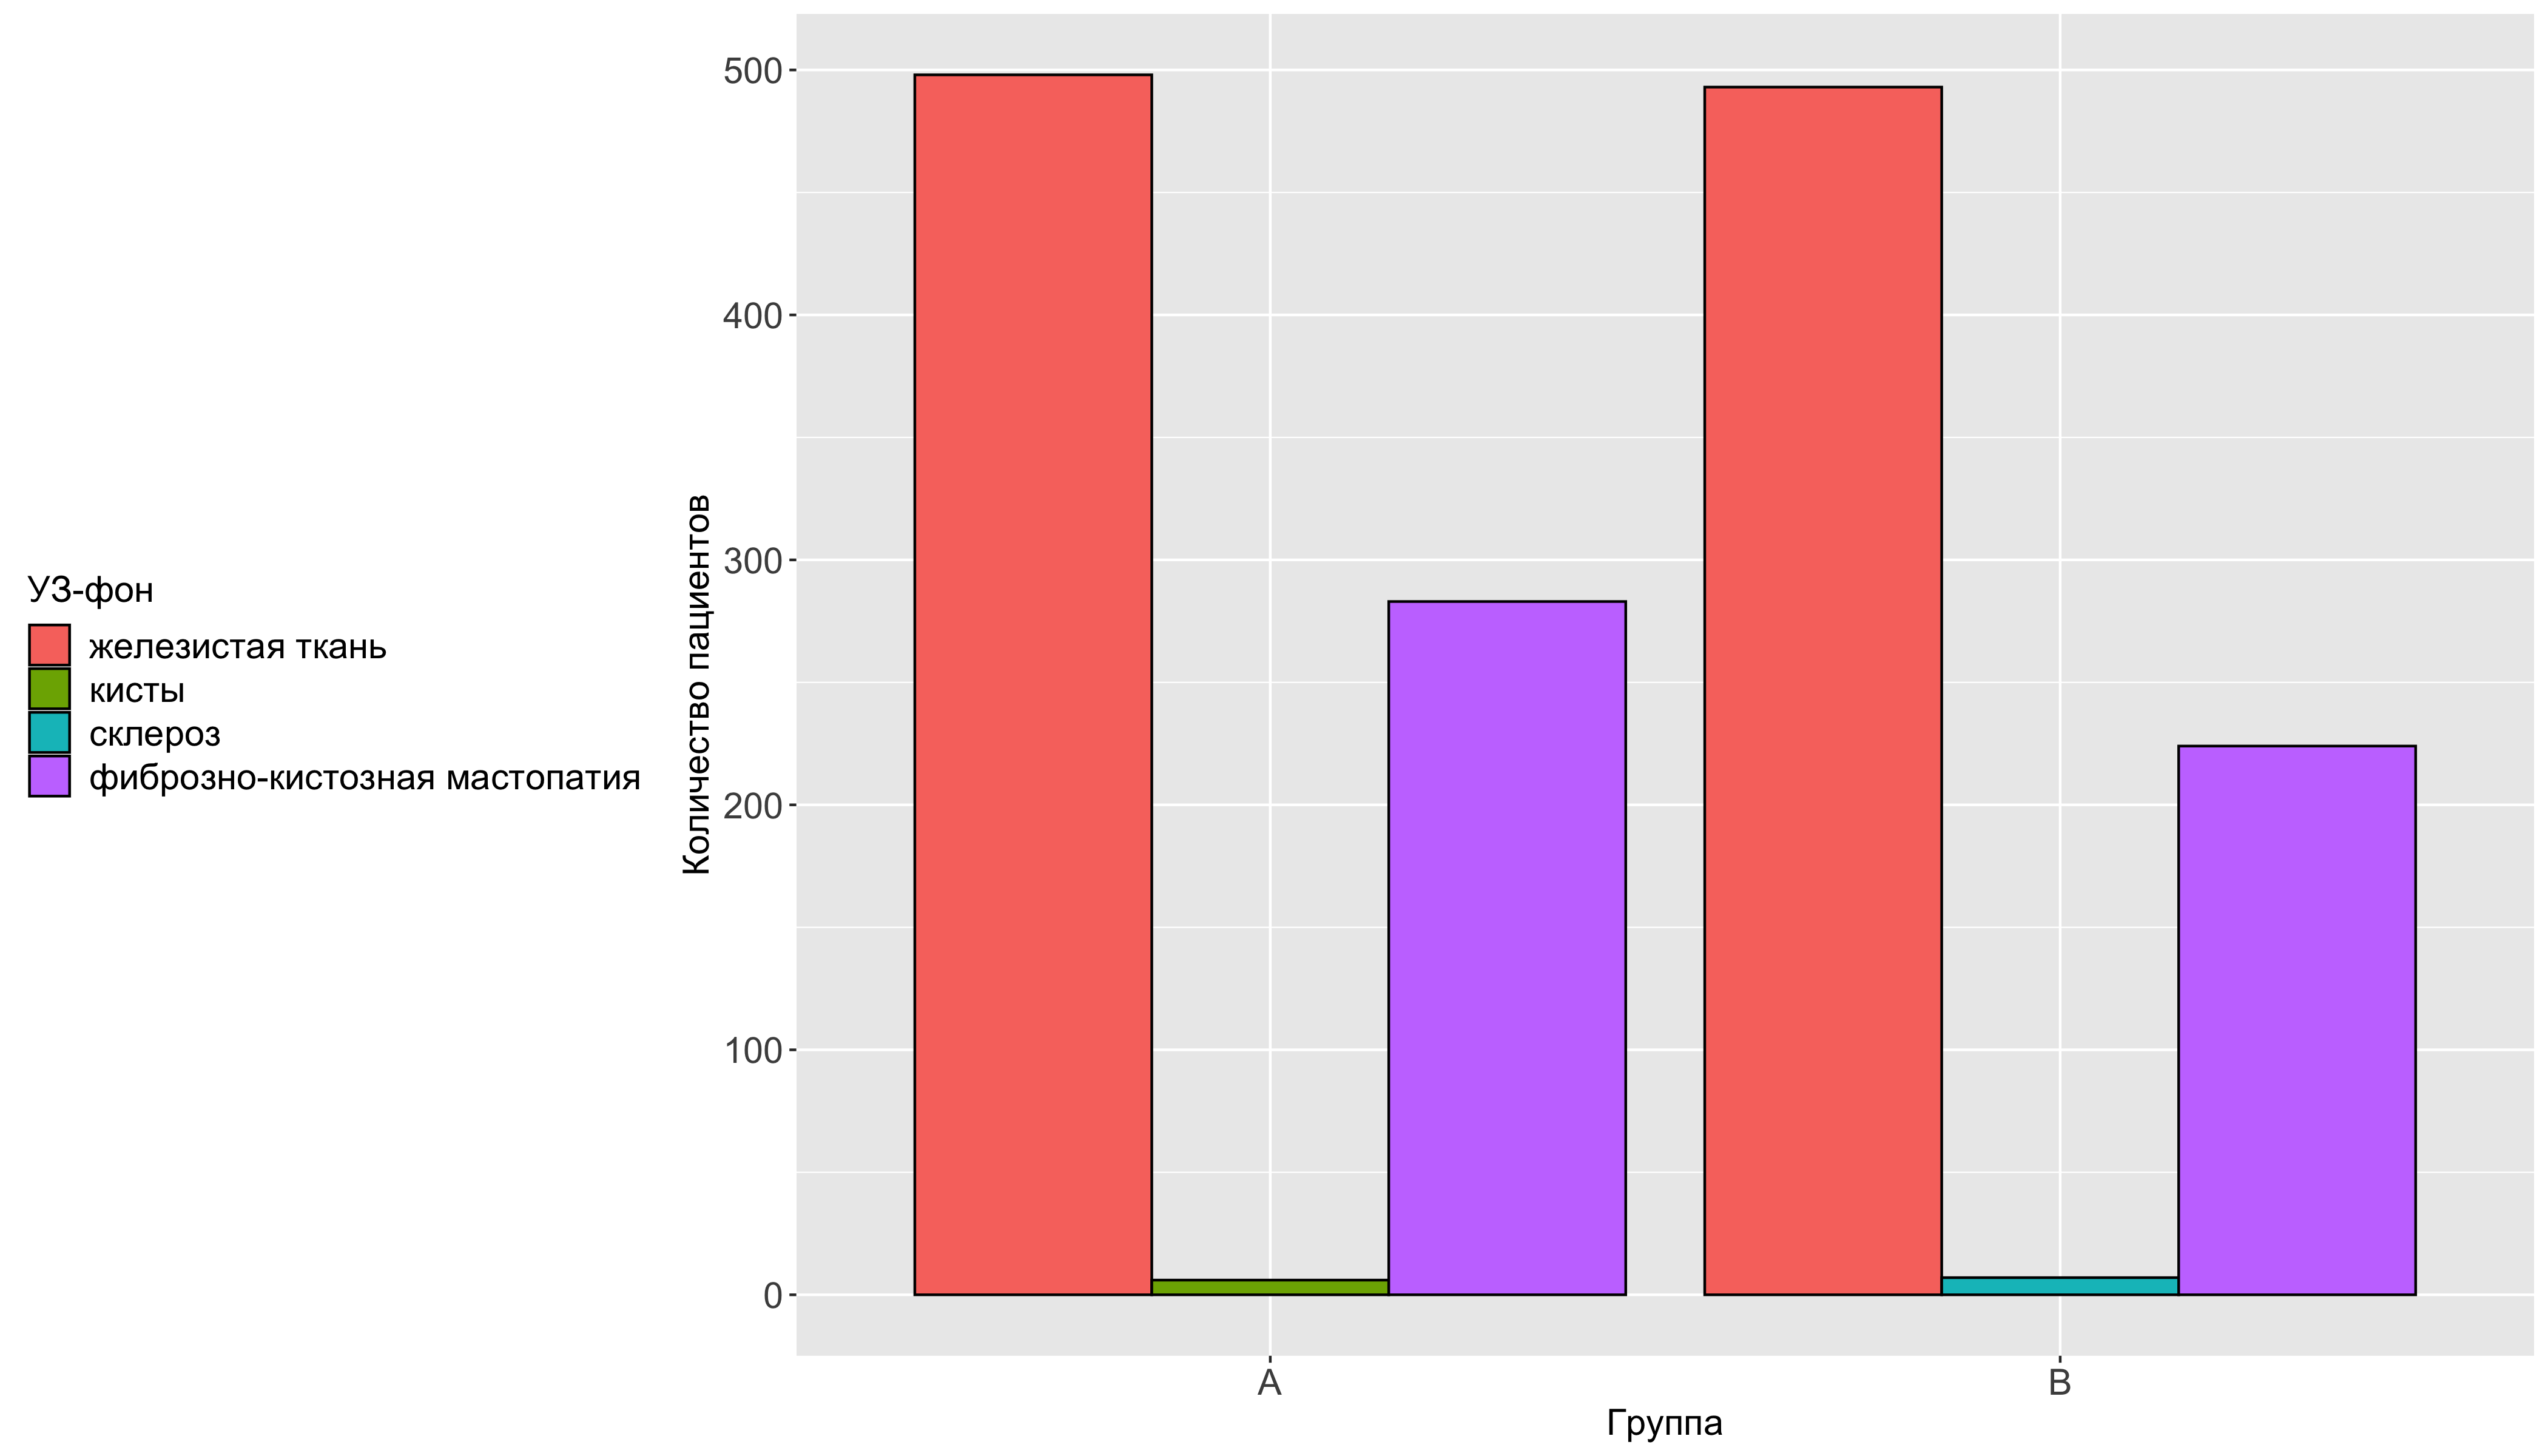 УЗ-фон
железистая ткань
кисты
склероз
фиброзно-кистозная мастопатия
Количество пациентов
500
400
300
200
100
0
A
B
Группа